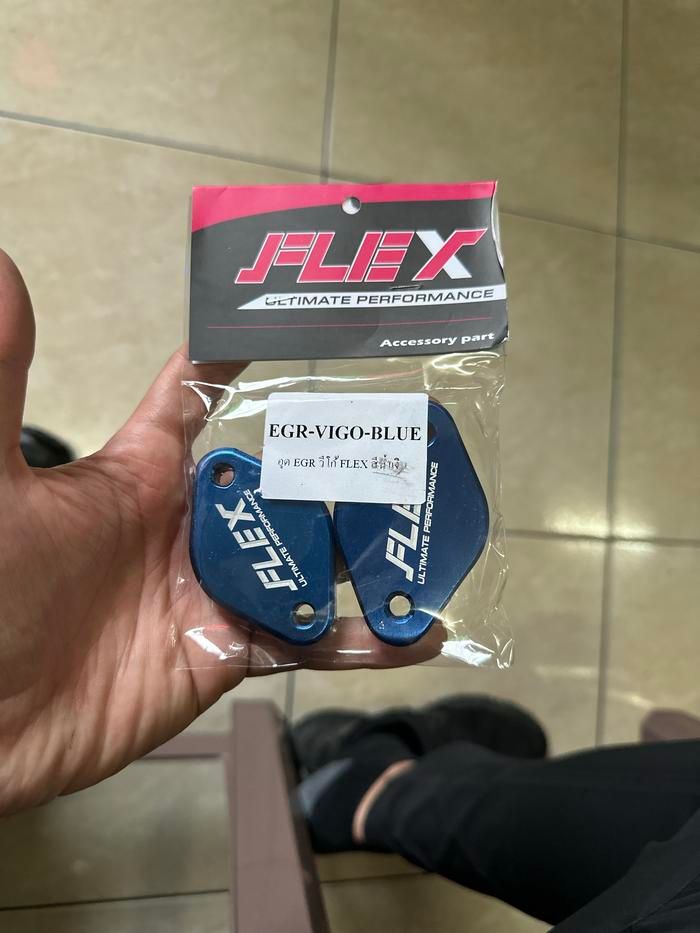 FLEX
ULTIMATE PERFORMANCE
Accessory part
EGR-VIGO-BLUE
อุด EGR วีโก้ FLEX สีน้ำเงิน
FLEX
ULTIMATE PERFORMANCE
FLE
ULTIMATE PERFORMANCE